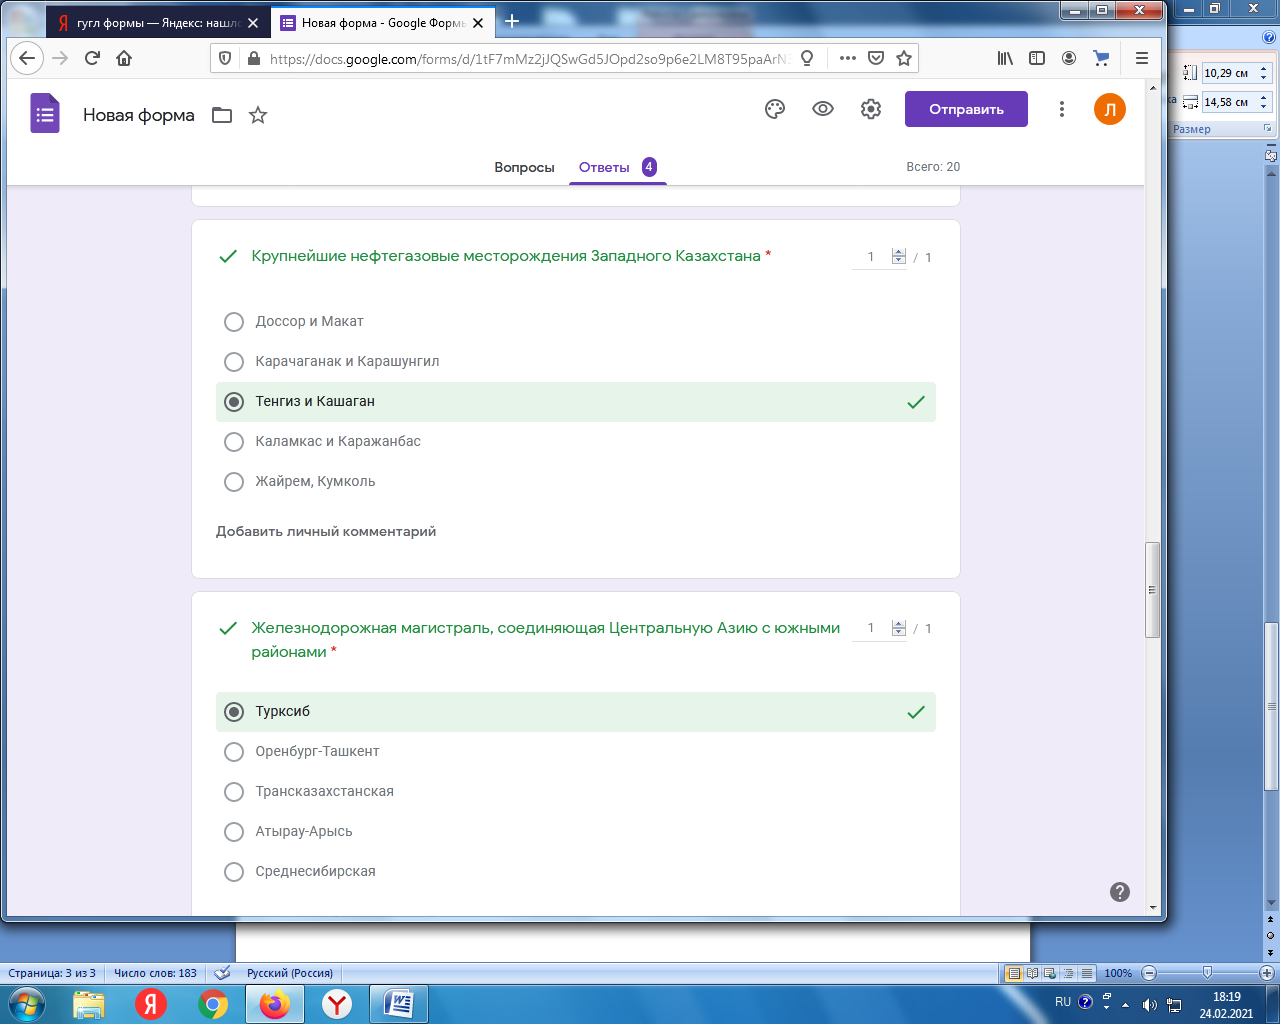 гугл формы — Яндекс: нашло
Новая форма - Google Формы
https://docs.google.com/forms/d/1tF7mMz2jJQSwGd5JOpd2so9p6e2LM8T95paArN
10,29 см
14,58 см
Размер
Новая форма
Отправить
Л
Вопросы
Ответы 4
Всего: 20
Крупнейшие нефтегазовые месторождения Западного Казахстана *
1 / 1
Доссор и Макат
Карачаганак и Карашунгил
Тенгиз и Кашаган
Каламкас и Каражанбас
Жайрем, Кумколь
Добавить личный комментарий
Железнодорожная магистраль, соединяющая Центральную Азию с южными
районами *
1 / 1
Турксиб
Оренбург-Ташкент
Трансказахстанская
Атырау-Арысь
Среднесибирская
Страница: 3 из 3 Число слов: 183 Русский (Россия) 100%
RU
18:19
24.02.2021